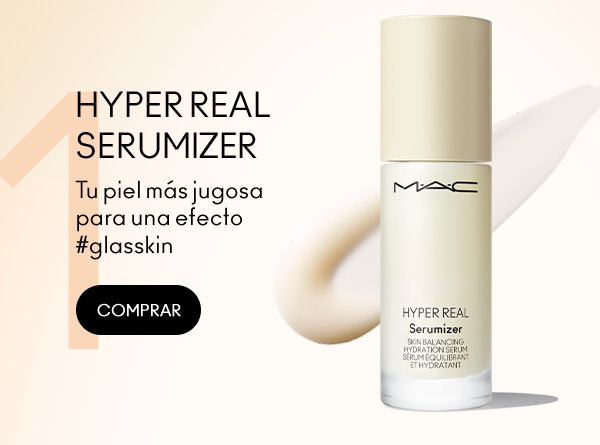 1
HYPER REAL
SERUMIZER
Tu piel más jugosa
para una efecto
#glasskin
COMPRAR
M·A·C
HYPER REAL
Serumizer
SKIN BALANCING
HYDRATION SERUM
SÉRUM ÉQUILIBRANT
ET HYDRATANT